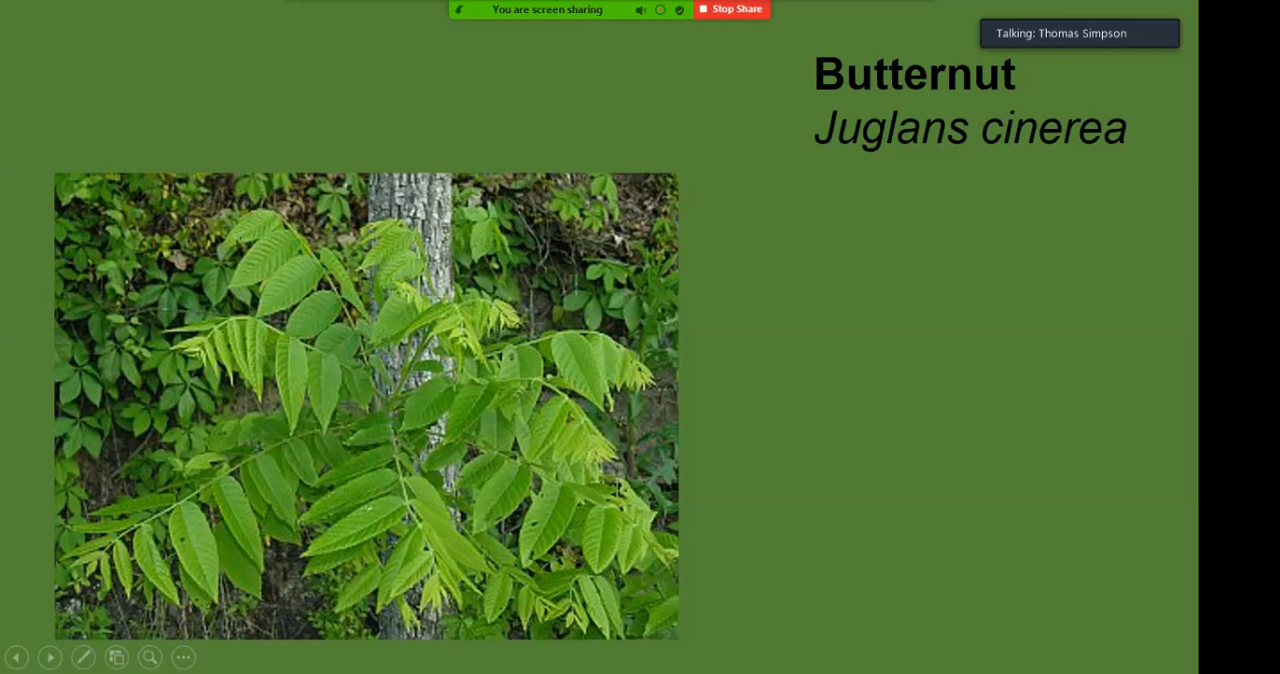 You are screen sharing
Stop Share
Talking: Thomas Simpson
Butternut
Juglans cinerea